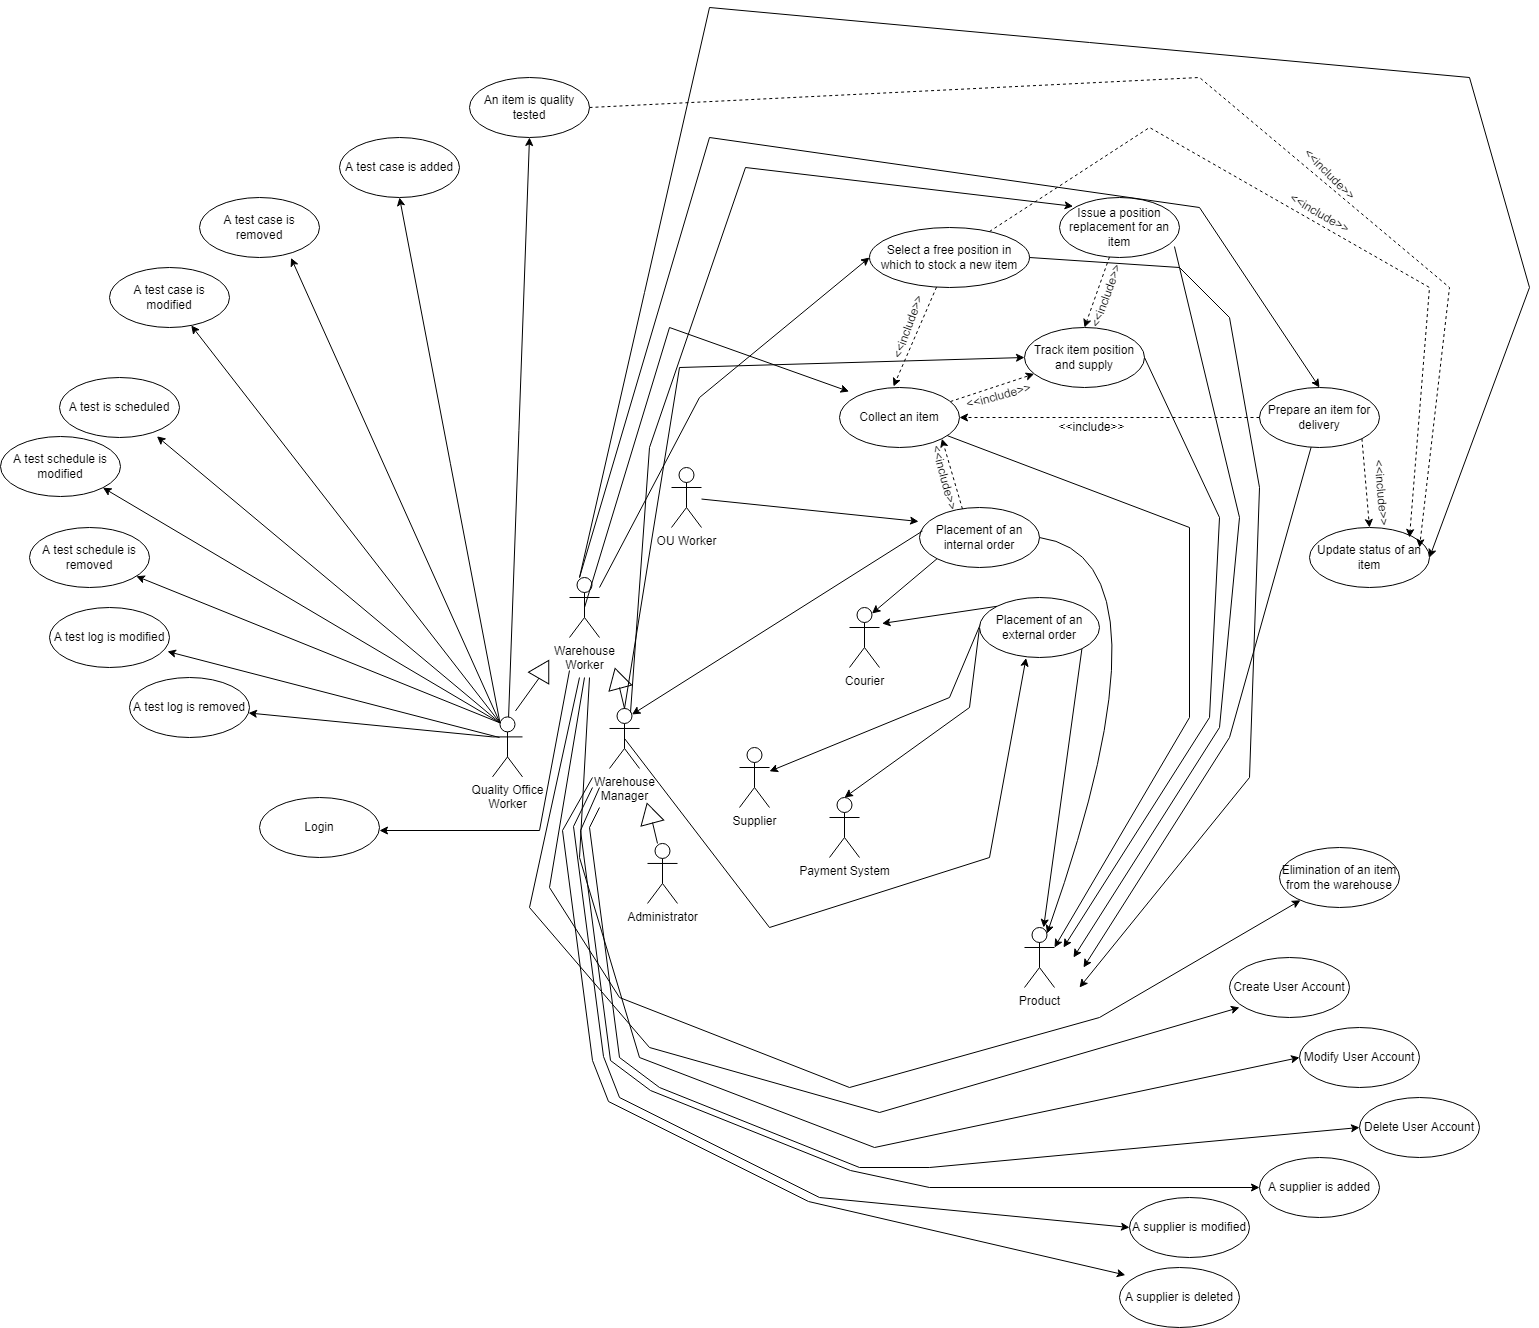 An item is quality
tested
A test case is added
A test case is
removed
A test case is
modified
A test is scheduled
A test schedule is
modified
A test schedule is
removed
A test log is modified
A test log is removed
Login
Quality Office
Worker
Warehouse
Worker
Warehouse
Manager
Administrator
OU Worker
Courier
Supplier
Payment System
Product
Select a free position in
which to stock a new item
Issue a position
replacement for an
item
Track item position
and supply
Collect an item
Prepare an item for
delivery
Update status of an
item
Placement of an
internal order
Placement of an
external order
<<include>>
<<include>>
<<include>>
<<include>>
<<include>>
<<include>>
<<include>>
<<include>>
Elimination of an item
from the warehouse
Create User Account
Modify User Account
Delete User Account
A supplier is added
A supplier is modified
A supplier is deleted